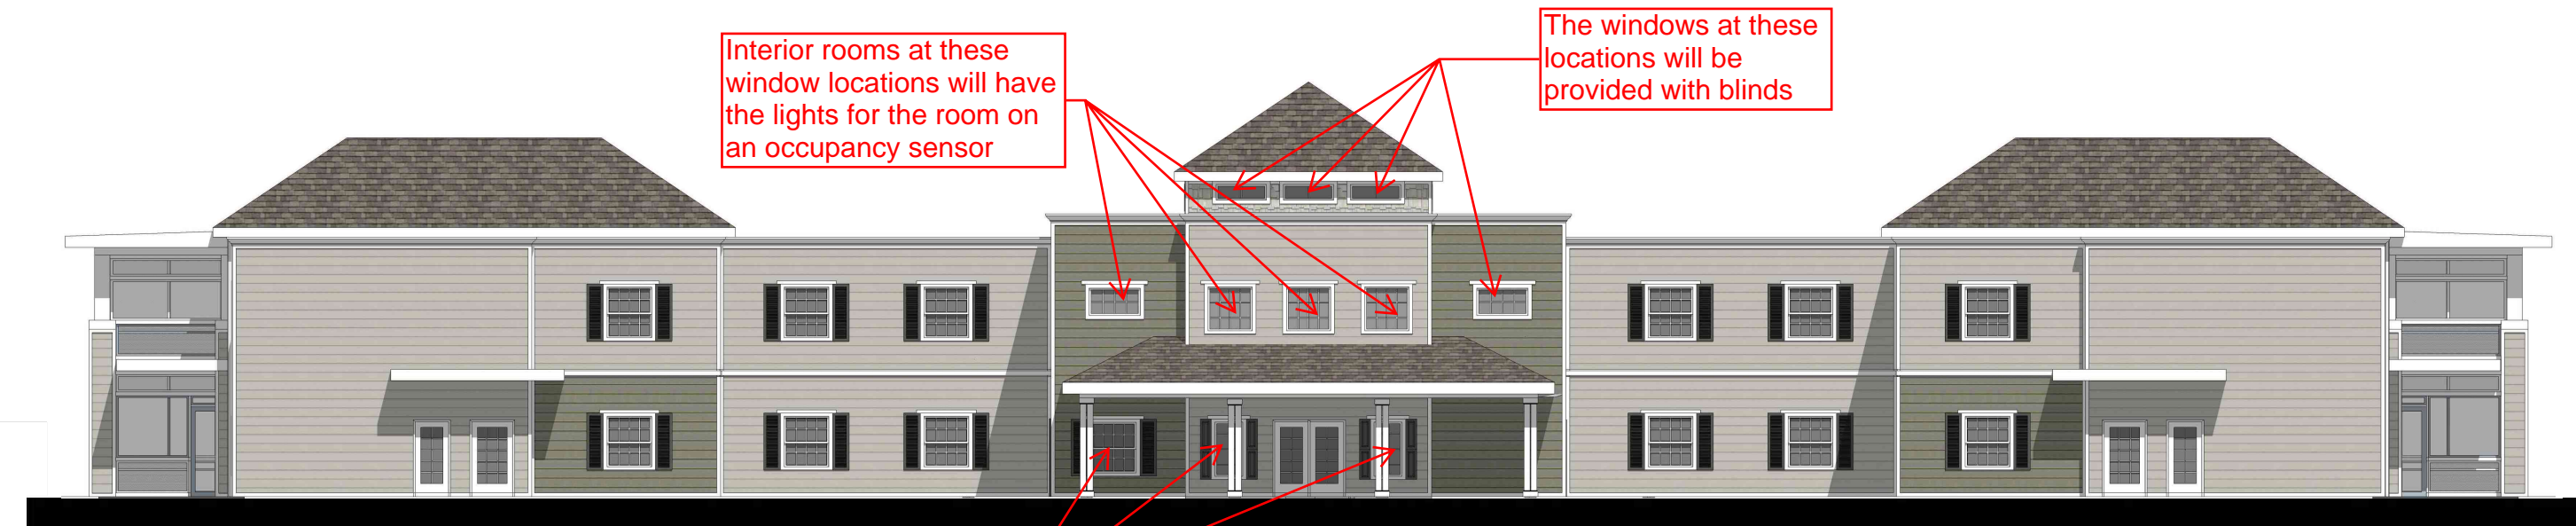 Interior rooms at these
window locations will have
the lights for the room on
an occupancy sensor
The windows at these
locations will be
provided with blinds